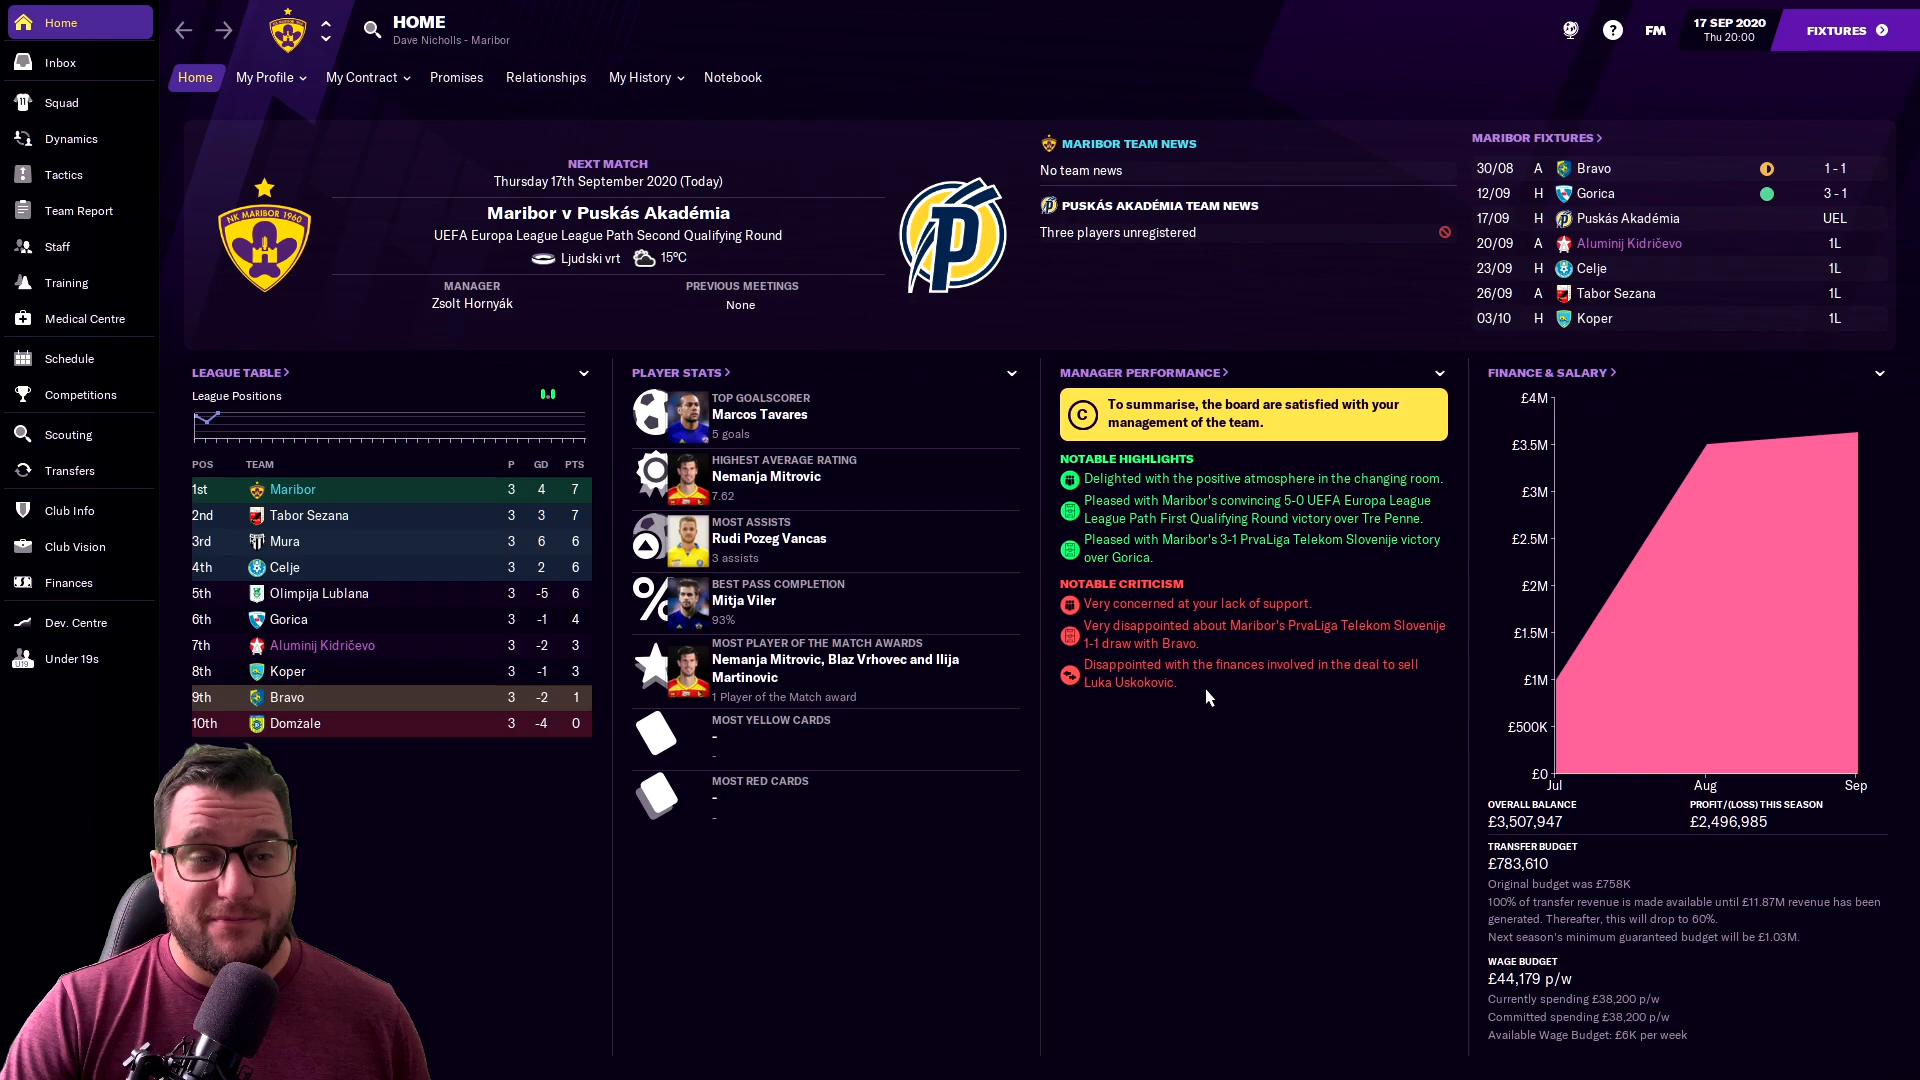 Home
Inbox
Squad
Dynamics
Tactics
Team Report
Staff
Training
Medical Centre
Schedule
Competitions
Scouting
Transfers
Club Info
Club Vision
Finances
Dev. Centre
Under 19s
HOME
Dave Nicholls - Maribor
FM
17 SEP 2020
Thu 20:00
FIXTURES
Home
My Profile
My Contract
Promises
Relationships
My History
Notebook
NK MARIBOR 1960
NEXT MATCH
Thursday 17th September 2020 (Today)
Maribor v Puskás Akadémia
UEFA Europa League League Path Second Qualifying Round
Ljudski vrt 15°C
MANAGER
Zsolt Hornyák
PREVIOUS MEETINGS
None
MARIBOR TEAM NEWS
No team news
PUSKÁS AKADÉMIA TEAM NEWS
Three players unregistered
MARIBOR FIXTURES
30/08 A Bravo 1 - 1
12/09 H Gorica 3 - 1
17/09 H Puskás Akadémia UEL
20/09 A Aluminij Kidričevo 1L
23/09 H Celje 1L
26/09 A Tabor Sezana 1L
03/10 H Koper 1L
LEAGUE TABLE
League Positions
POS TEAM P GD PTS
1st Maribor 3 4 7
2nd Tabor Sezana 3 3 7
3rd Mura 3 6 6
4th Celje 3 2 6
5th Olimpija Lublana 3 -5 6
6th Gorica 3 -1 4
7th Aluminij Kidričevo 3 -2 3
8th Koper 3 -1 3
9th Bravo 3 -2 1
10th Domžale 3 -4 0
PLAYER STATS
TOP GOALSCORER
Marcos Tavares
5 goals
HIGHEST AVERAGE RATING
Nemanja Mitrovic
7.62
MOST ASSISTS
Rudi Pozeg Vancas
3 assists
BEST PASS COMPLETION
Mitja Viler
93%
MOST PLAYER OF THE MATCH AWARDS
Nemanja Mitrovic, Blaz Vrhovec and Ilija
Martinovic
1 Player of the Match award
MOST YELLOW CARDS
-
-
MOST RED CARDS
-
-
MANAGER PERFORMANCE
C
To summarise, the board are satisfied with your
management of the team.
NOTABLE HIGHLIGHTS
Delighted with the positive atmosphere in the changing room.
Pleased with Maribor's convincing 5-0 UEFA Europa League
League Path First Qualifying Round victory over Tre Penne.
Pleased with Maribor's 3-1 PrvaLiga Telekom Slovenije victory
over Gorica.
NOTABLE CRITICISM
Very concerned at your lack of support.
Very disappointed about Maribor's PrvaLiga Telekom Slovenije
1-1 draw with Bravo.
Disappointed with the finances involved in the deal to sell
Luka Uskokovic.
FINANCE & SALARY
£4M
£3.5M
£3M
£2.5M
£2M
£1.5M
£1M
£500K
£0
Jul Aug Sep
OVERALL BALANCE
£3,507,947
PROFIT/(LOSS) THIS SEASON
£2,496,985
TRANSFER BUDGET
£783,610
Original budget was £758K
100% of transfer revenue is made available until £11.87M revenue has been
generated. Thereafter, this will drop to 60%.
Next season's minimum guaranteed budget will be £1.03M.
WAGE BUDGET
£44,179 p/w
Currently spending £38,200 p/w
Committed spending £38,200 p/w
Available Wage Budget: £6K per week